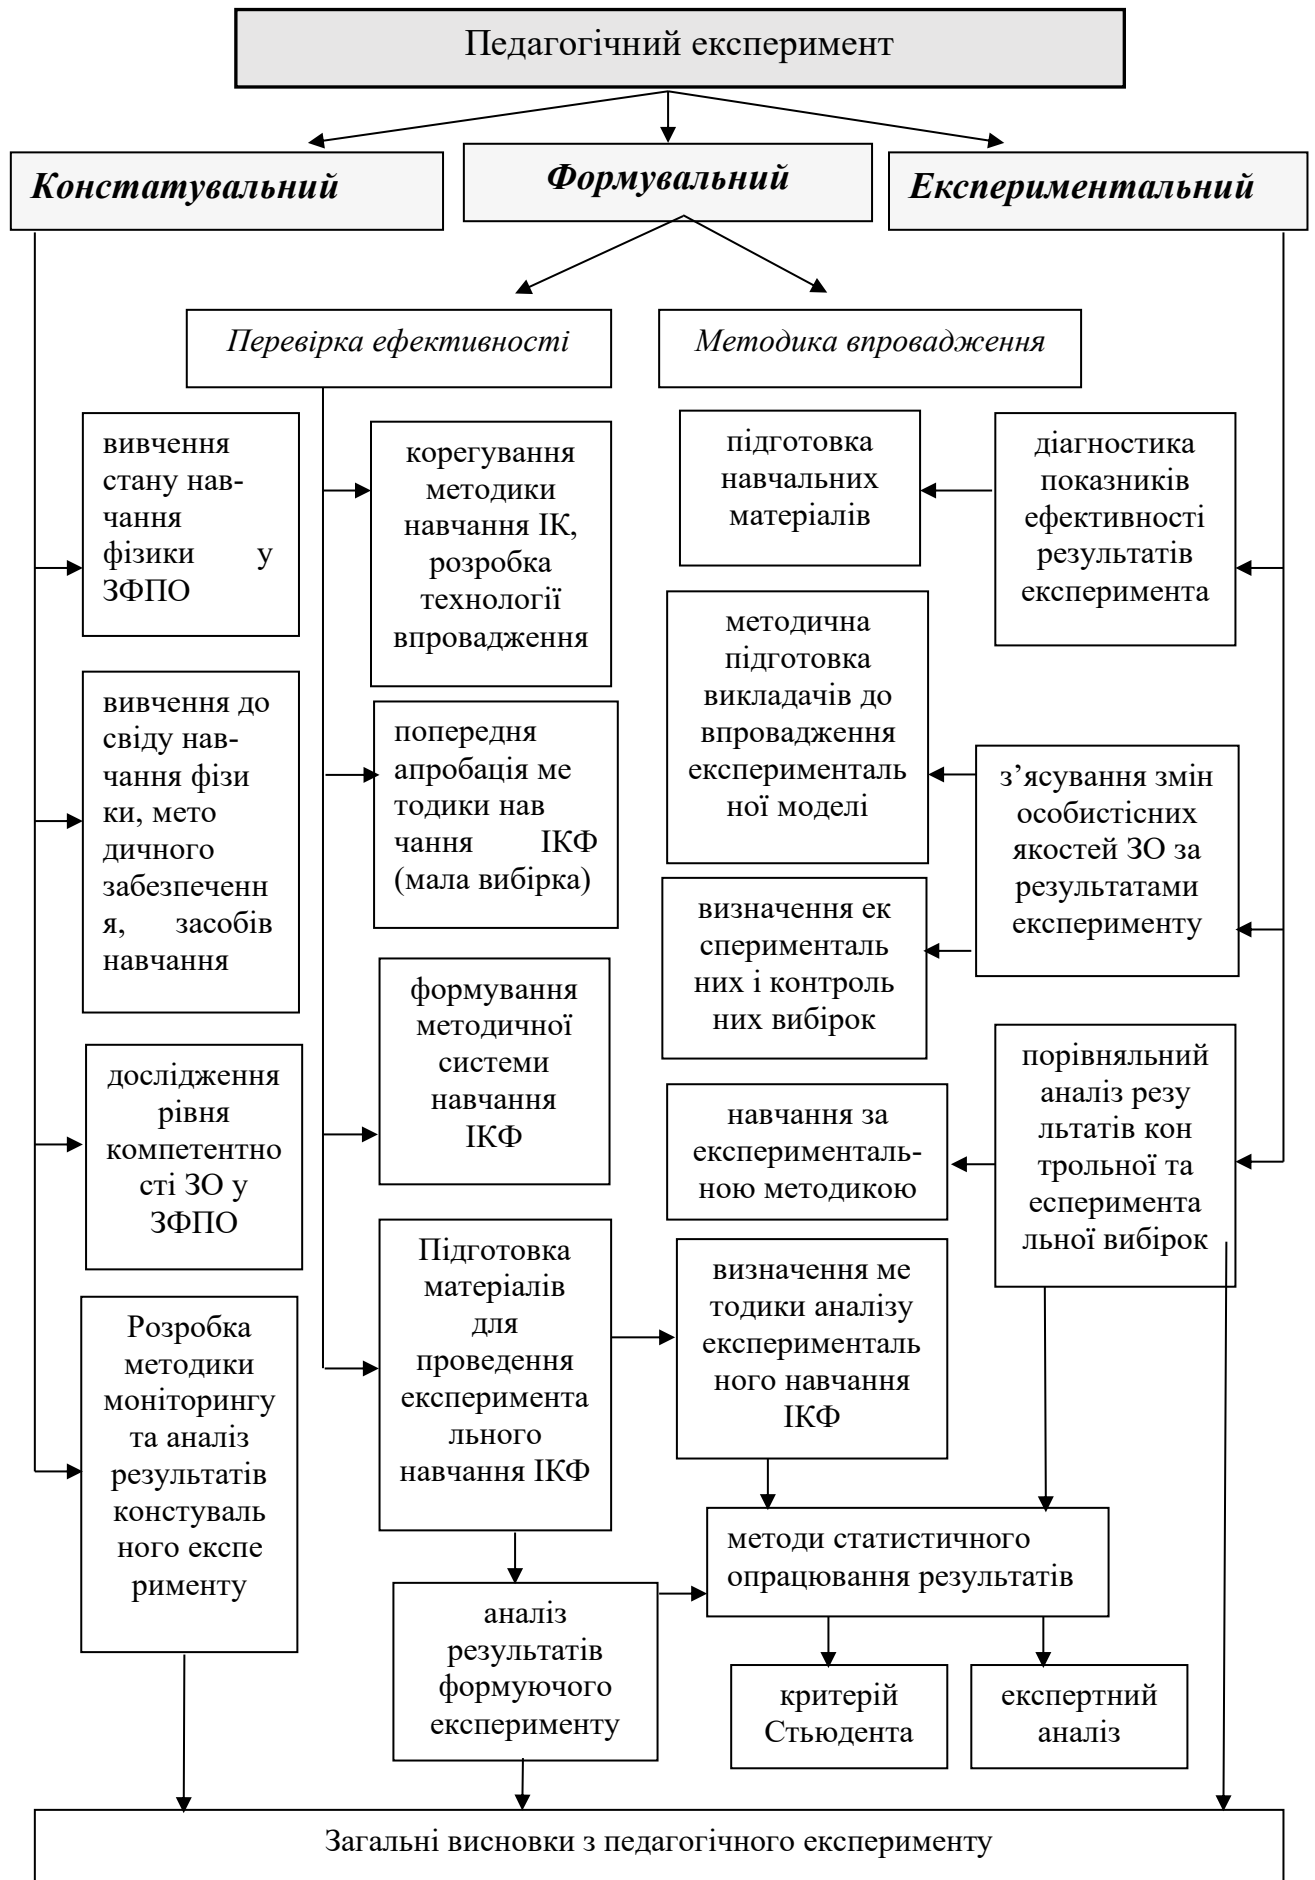 Педагогічний експеримент
Констатувальний
Формувальний
Експериментальний
Перевірка ефективності
Методика впровадження
вивчення
стану нав-
чання
фізики у
ЗФПО
вивчення до
свіду нав-
чання фізи
ки, мето
дичного
забезпеченн
я, засобів
навчання
дослідження
рівня
компетентно
сті ЗО у
ЗФПО
Розробка
методики
моніторингу
та аналіз
результатів
констуваль
ного експе
рименту
корегування
методики
навчання ІК,
розробка
технології
впровадження
попередня
апробація ме
тодики нав
чання ІКФ
(мала вибірка)
формування
методичної
системи
навчання
ІКФ
Підготовка
матеріалів
для
проведення
експеримента
льного
навчання ІКФ
аналіз
результатів
формуючого
експерименту
підготовка
навчальних
матеріалів
методична
підготовка
викладачів до
впровадження
эксперименталь
ної моделі
визначення ек
сперименталь
них і контроль
них вибірок
навчання за
эксперименталь-
ною методикою
визначення ме
тодики аналізу
експерименталь
ного навчання
ІКФ
методи статистичного
опрацювання результатів
критерій
Стьюдента
експертний
аналіз
діагностика
показників
ефективності
результатів
експеримента
з’ясування змін
особистісних
якостей ЗО за
результатами
експерименту
порівняльний
аналіз резу
льтатів кон
трольної та
есперимента
льної вибірок
Загальні висновки з педагогічного експерименту